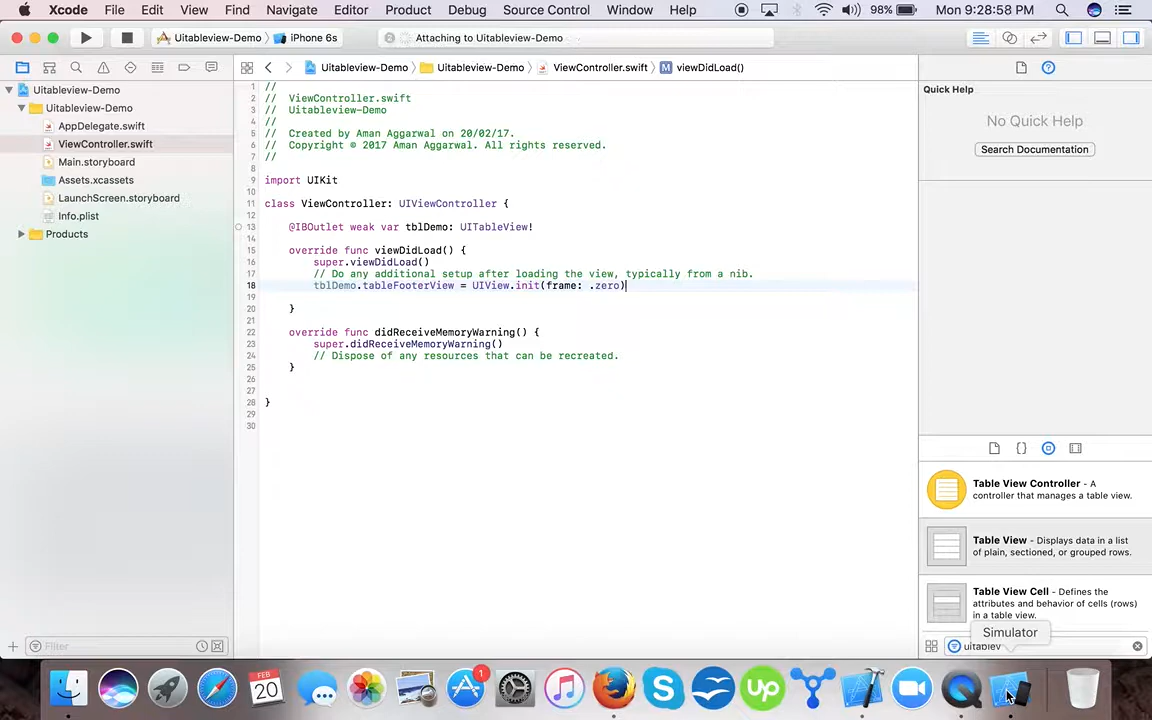 Xcode File Edit View Find Navigate Editor Product Debug Source Control Window Help 98% Mon 9:28:58 PM
Uitableview-Demo iPhone 6s Attaching to Uitableview-Demo
Uitableview-Demo Uitableview-Demo ViewController.swift M viewDidLoad()
Uitableview-Demo
Uitableview-Demo
AppDelegate.swift
ViewController.swift
Main.storyboard
Assets.xcassets
LaunchScreen.storyboard
Info.plist
Products
Filter
1 //
2 // ViewController.swift
3 // Uitableview-Demo
4 //
5 // Created by Aman Aggarwal on 20/02/17.
6 // Copyright © 2017 Aman Aggarwal. All rights reserved.
7 //
8
9 import UIKit
10
11 class ViewController: UIViewController {
12
13 @IBOutlet weak var tblDemo: UITableView!
14
15 override func viewDidLoad() {
16 super.viewDidLoad()
17 // Do any additional setup after loading the view, typically from a nib.
18 tblDemo.tableFooterView = UIView.init(frame: .zero)
19
20 }
21
22 override func didReceiveMemoryWarning() {
23 super.didReceiveMemoryWarning()
24 // Dispose of any resources that can be recreated.
25 }
26
27
28 }
29
30
Quick Help
No Quick Help
Search Documentation
{}
Table View Controller - A
controller that manages a table view.
Table View - Displays data in a list
of plain, sectioned, or grouped rows.
Table View Cell - Defines the
attributes and behavior of cells (rows)
in a table view.
Simulator
uitablev
FEB
20
1
up